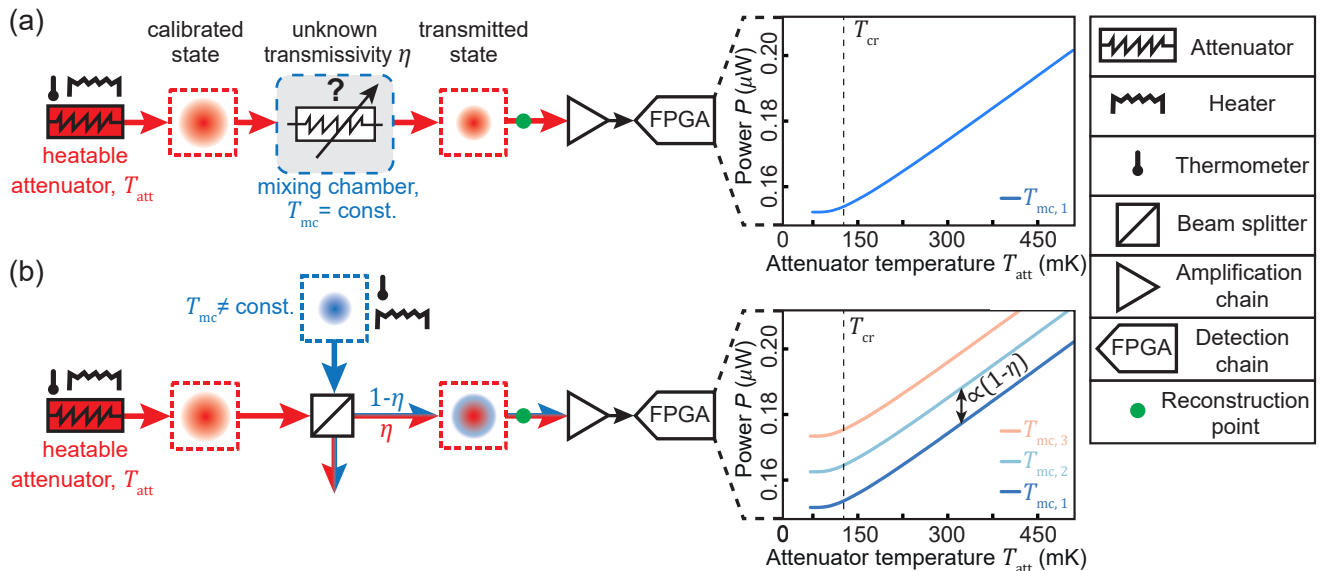 (a)
calibrated
state
unknown
transmissivity η
transmitted
state
?
heatable
attenuator, T_att
mixing chamber,
T_mc = const.
FPGA
Power P (μW)
0.20
0.18
0.16
T_cr
T_mc, 1
0
150
300
450
Attenuator temperature T_att (mK)
(b)
T_mc ≠ const.
heatable
attenuator, T_att
1-η
η
FPGA
Power P (μW)
0.20
0.18
0.16
T_cr
∝(1-η)
T_mc, 3
T_mc, 2
T_mc, 1
0
150
300
450
Attenuator temperature T_att (mK)
Attenuator
Heater
Thermometer
Beam splitter
Amplification
chain
FPGA
Detection
chain
Reconstruction
point